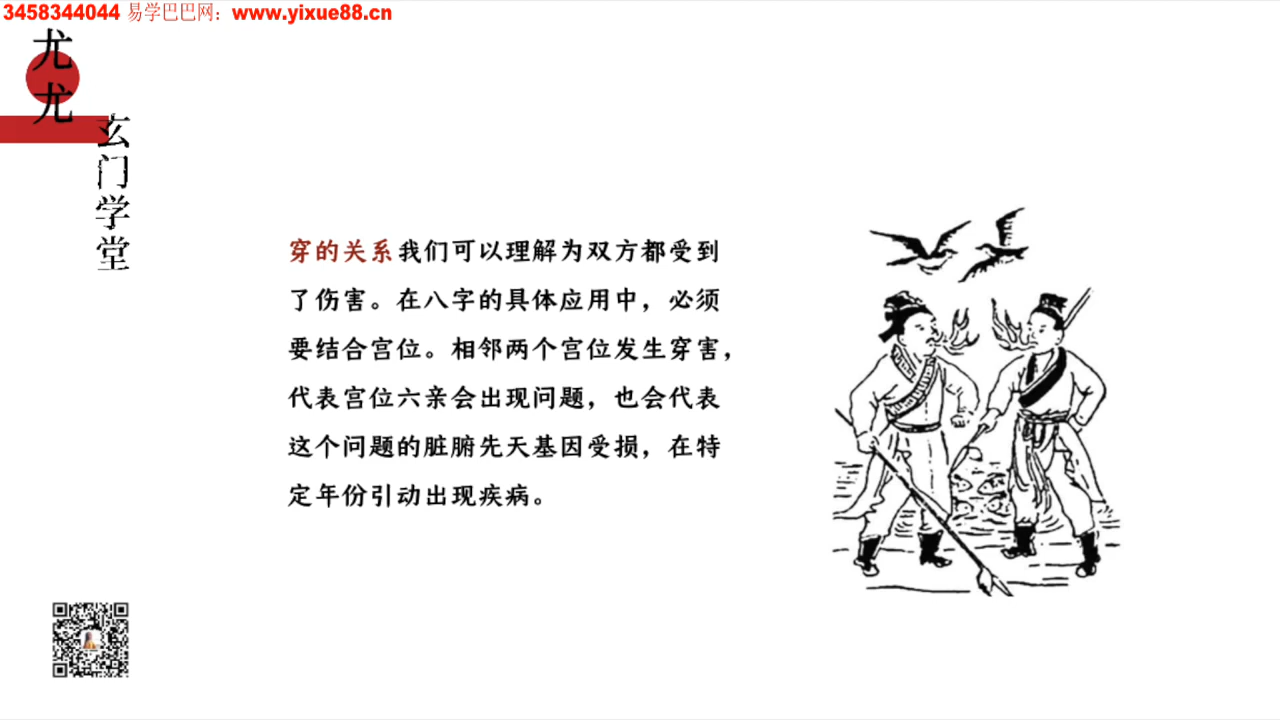 3458344044 易学巴巴网：www.yixue88.cn
尤尤
玄门学堂
穿的关系我们可以理解为双方都受到
了伤害。在八字的具体应用中，必须
要结合宫位。相邻两个宫位发生穿害，
代表宫位六亲会出现问题，也会代表
这个问题的脏腑先天基因受损，在特
定年份引动出现疾病。